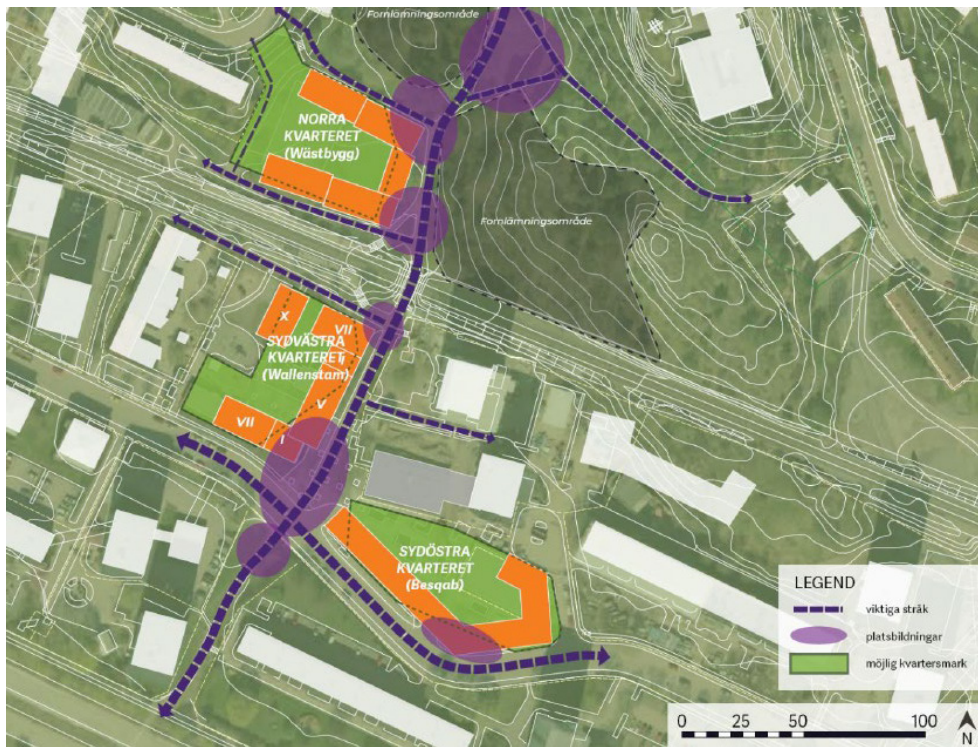 Fornlämningsområde
NORRA
KVARTERET
(Wästbygg)
Fornlämningsområde
X
VII
SYDVÄSTRA
KVARTERET
(Wallenstam)
I
V
VII
I
SYDÖSTRA
KVARTERET
(Besqab)
LEGEND
viktiga stråk
platsbildningar
möjlig kvartersmark
0 25 50 100
N